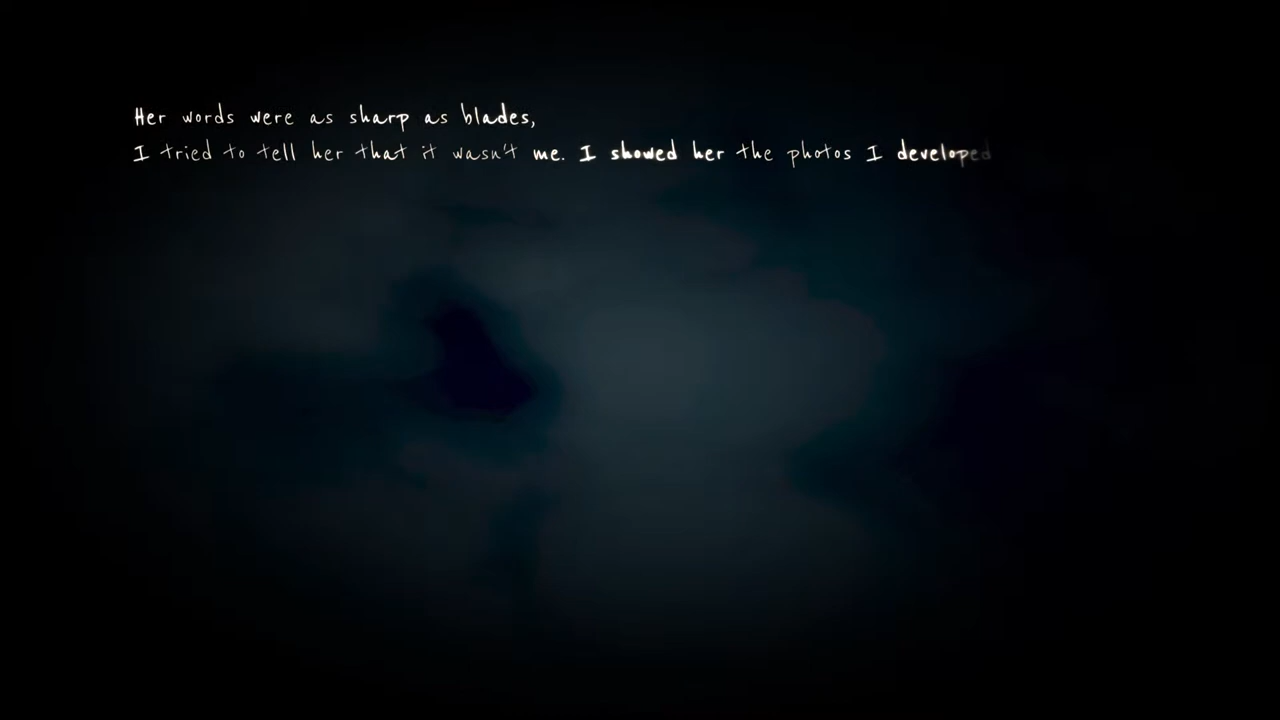 Her words were as sharp as blades,
I tried to tell her that it wasn't me. I showed her the photos I developed